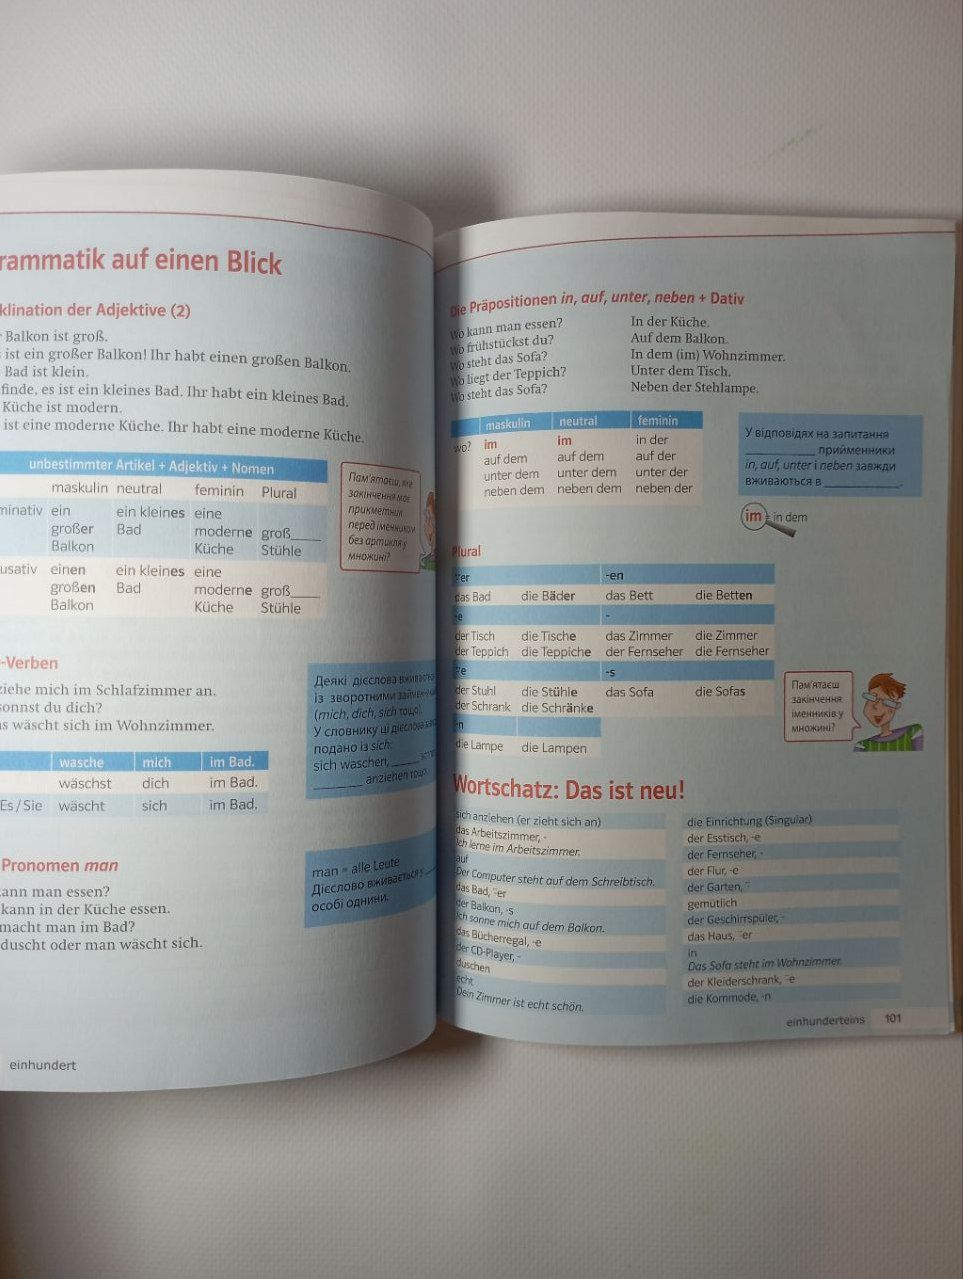 rammatik auf einen Blick
klination der Adjektive (2)
Balkon ist groß.
ist ein großer Balkon! Ihr habt einen großen Balkon.
Bad ist klein.
finde, es ist ein kleines Bad. Ihr habt ein kleines Bad.
Küche ist modern.
ist eine moderne Küche. Ihr habt eine moderne Küche.
unbestimmter Artikel + Adjektiv + Nomen
maskulin neutral feminin Plural
minativ ein ein kleines eine
großer Bad moderne groß____
Balkon Küche Stühle
usativ einen ein kleines eine
großen Bad moderne groß____
Balkon Küche Stühle
Пам'ятаєш, яке
закінчення має
прикметник
перед іменником
без артикля у
множині?
-Verben
ziehe mich im Schlafzimmer an.
sonnst du dich?
s wäscht sich im Wohnzimmer.
wasche mich im Bad.
wäschst dich im Bad.
Es/Sie wäscht sich im Bad.
Деякі дієслова
із зворотними
(mich, dich, sich тощо).
У словнику ці дієслова
подано із sich:
sich waschen, ______
________ anziehen тощо.
Pronomen man
ann man essen?
kann in der Küche essen.
macht man im Bad?
duscht oder man wäscht sich.
man = alle Leute
Дієслово вживається у
особі однини.
einhundert
Die Präpositionen in, auf, unter, neben + Dativ
Wo kann man essen? In der Küche.
Wo frühstückst du? Auf dem Balkon.
Wo steht das Sofa? In dem (im) Wohnzimmer.
Wo liegt der Teppich? Unter dem Tisch.
Wo steht das Sofa? Neben der Stehlampe.
maskulin neutral feminin
wo? im im in der
auf dem auf dem auf der
unter dem unter dem unter der
neben dem neben dem neben der
У відповідях на запитання
__________ прийменники
in, auf, unter і neben завжди
вживаються в __________.
im = in dem
Plural
-̈er -en
das Bad die Bäder das Bett die Betten
-e -
der Tisch die Tische das Zimmer die Zimmer
der Teppich die Teppiche der Fernseher die Fernseher
-̈e -s
der Stuhl die Stühle das Sofa die Sofas
der Schrank die Schränke
-n
die Lampe die Lampen
Пам'ятаєш
закінчення
іменників у
множині?
Wortschatz: Das ist neu!
sich anziehen (er zieht sich an)
das Arbeitszimmer, -
Ich lerne im Arbeitszimmer.
auf
Der Computer steht auf dem Schreibtisch.
das Bad, -̈er
der Balkon, -s
Ich sonne mich auf dem Balkon.
das Bücherregal, -e
der CD-Player, -
duschen
echt
Dein Zimmer ist echt schön.
die Einrichtung (Singular)
der Esstisch, -e
der Fernseher, -
der Flur, -e
der Garten, -̈
gemütlich
der Geschirrspüler, -
das Haus, -̈er
in
Das Sofa steht im Wohnzimmer.
der Kleiderschrank, -̈e
die Kommode, -n
einhunderteins 101